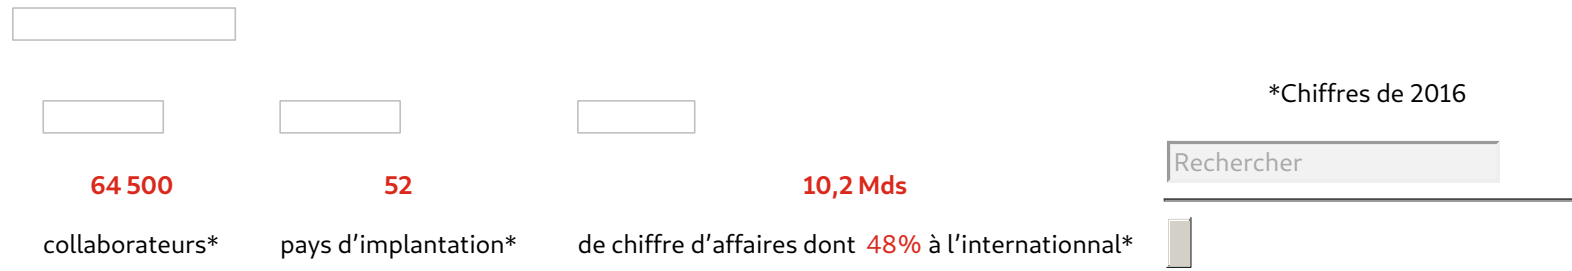 64 500
collaborateurs*
52
pays d’implantation*
10,2 Mds
de chiffre d’affaires dont 48% à l’internationnal*
*Chiffres de 2016
Rechercher